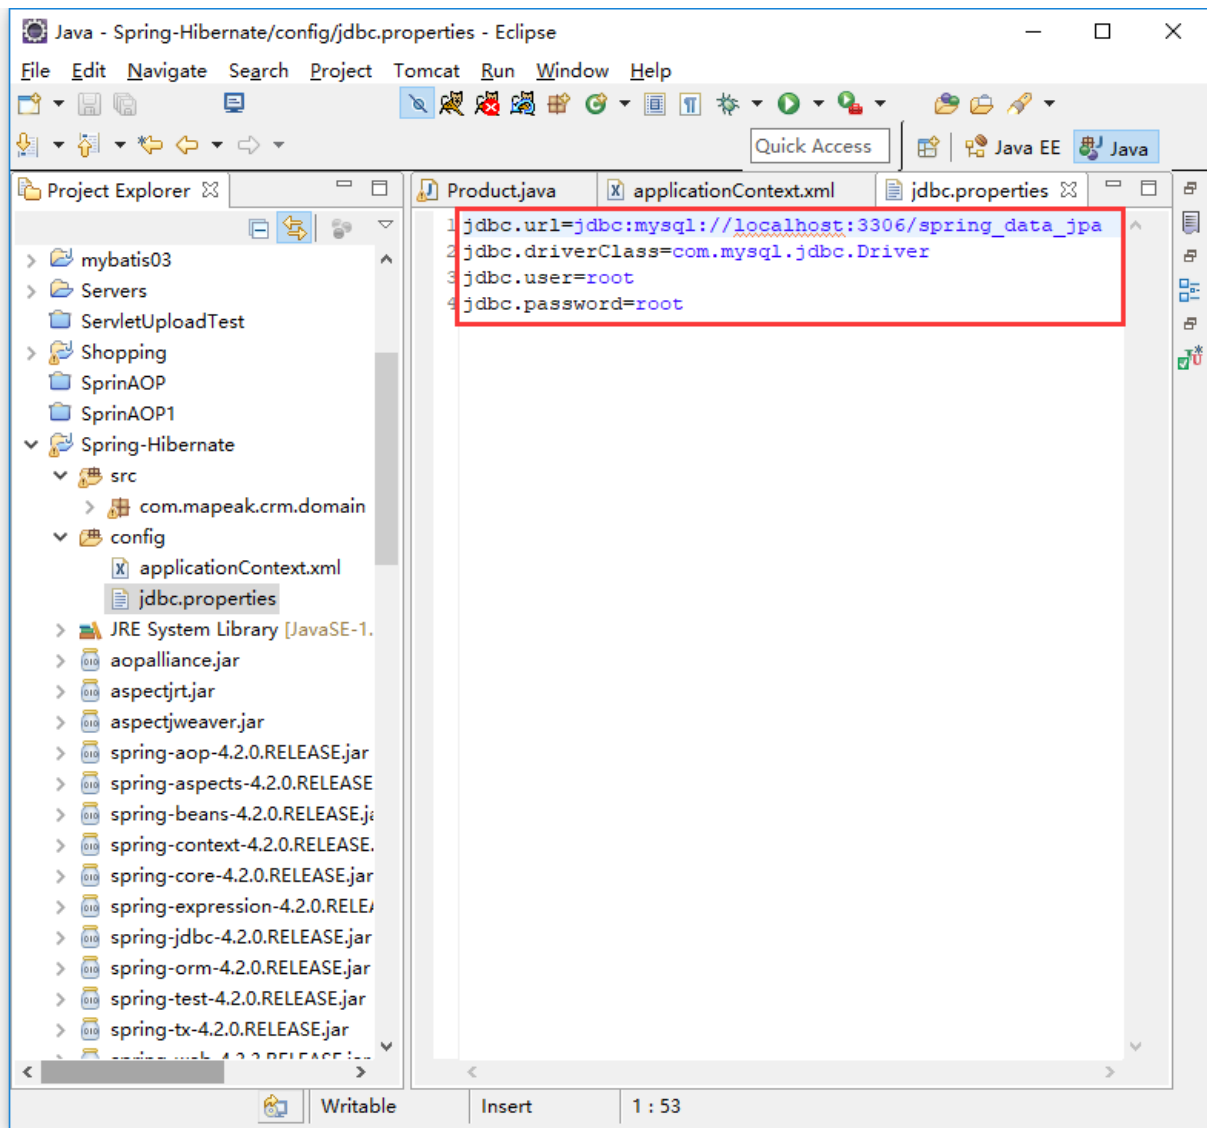 Java - Spring-Hibernate/config/jdbc.properties - Eclipse
File Edit Navigate Search Project Tomcat Run Window Help
Quick Access
Java EE
Java
Project Explorer
Product.java
applicationContext.xml
jdbc.properties
mybatis03
Servers
ServletUploadTest
Shopping
SprinAOP
SprinAOP1
Spring-Hibernate
src
com.mapeak.crm.domain
config
applicationContext.xml
jdbc.properties
JRE System Library [JavaSE-1.
aopalliance.jar
aspectjrt.jar
aspectjweaver.jar
spring-aop-4.2.0.RELEASE.jar
spring-aspects-4.2.0.RELEASE
spring-beans-4.2.0.RELEASE.ja
spring-context-4.2.0.RELEASE.
spring-core-4.2.0.RELEASE.jar
spring-expression-4.2.0.RELEA
spring-jdbc-4.2.0.RELEASE.jar
spring-orm-4.2.0.RELEASE.jar
spring-test-4.2.0.RELEASE.jar
spring-tx-4.2.0.RELEASE.jar
1 jdbc.url=jdbc:mysql://localhost:3306/spring_data_jpa
2 jdbc.driverClass=com.mysql.jdbc.Driver
3 jdbc.user=root
4 jdbc.password=root
Writable
Insert
1 : 53